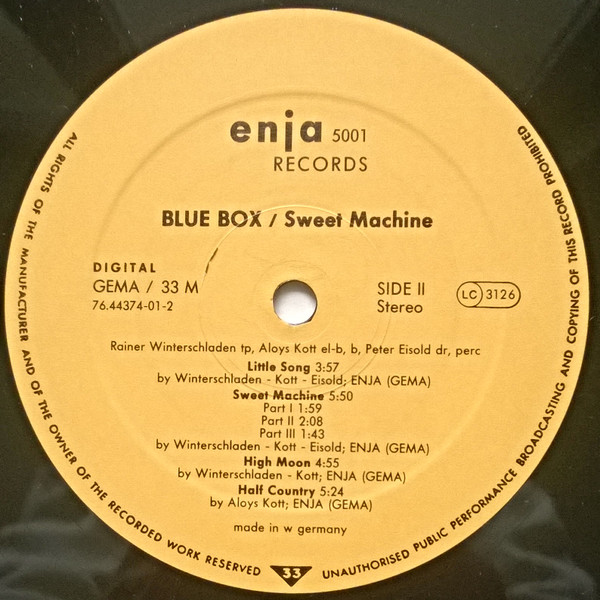 enja 5001
RECORDS
BLUE BOX / Sweet Machine
DIGITAL
GEMA / 33 M
76.44374-01-2
SIDE II
Stereo
LC 3126
Rainer Winterschladen tp, Aloys Kott el-b, b, Peter Eisold dr, perc
Little Song 3:57
by Winterschladen - Kott - Eisold; ENJA (GEMA)
Sweet Machine 5:50
Part I 1:59
Part II 2:08
Part III 1:43
by Winterschladen - Kott - Eisold; ENJA (GEMA)
High Moon 4:55
by Winterschladen - Kott; ENJA (GEMA)
Half Country 5:24
by Aloys Kott; ENJA (GEMA)
made in w germany
ALL RIGHTS OF THE MANUFACTURER AND OF THE OWNER OF THE RECORDED WORK RESERVED
33
UNAUTHORISED PUBLIC PERFORMANCE BROADCASTING AND COPYING OF THIS RECORD PROHIBITED